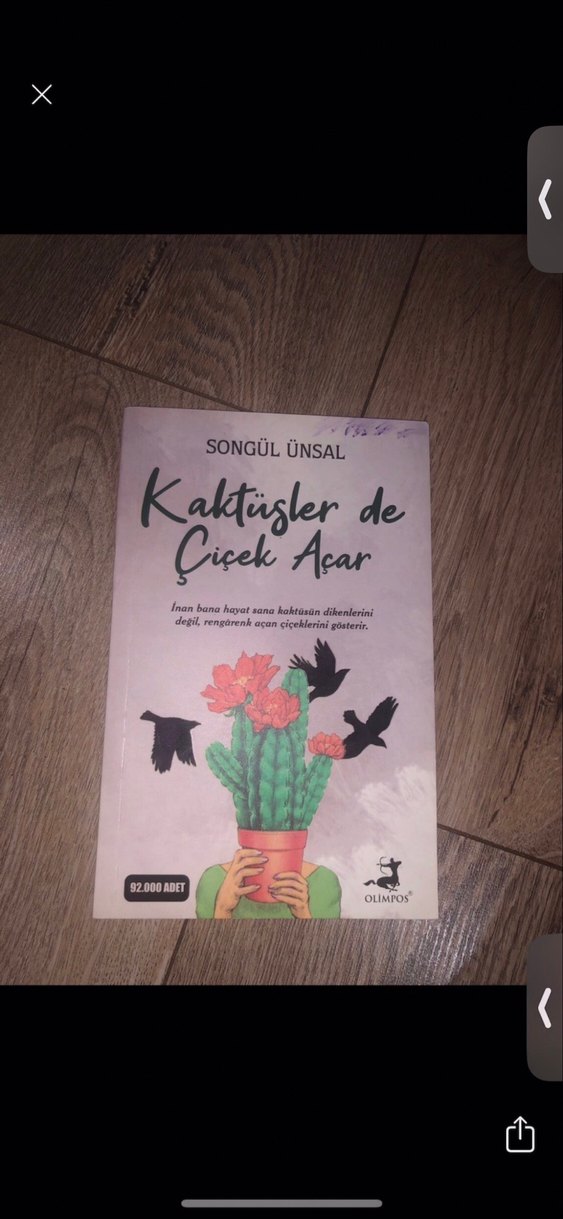 SONGÜL ÜNSAL
Kaktüsler de
Çiçek Açar
İnan bana hayat sana kaktüsün dikenlerini
değil, rengârenk açan çiçeklerini gösterir.
92.000 ADET
OLİMPOS®